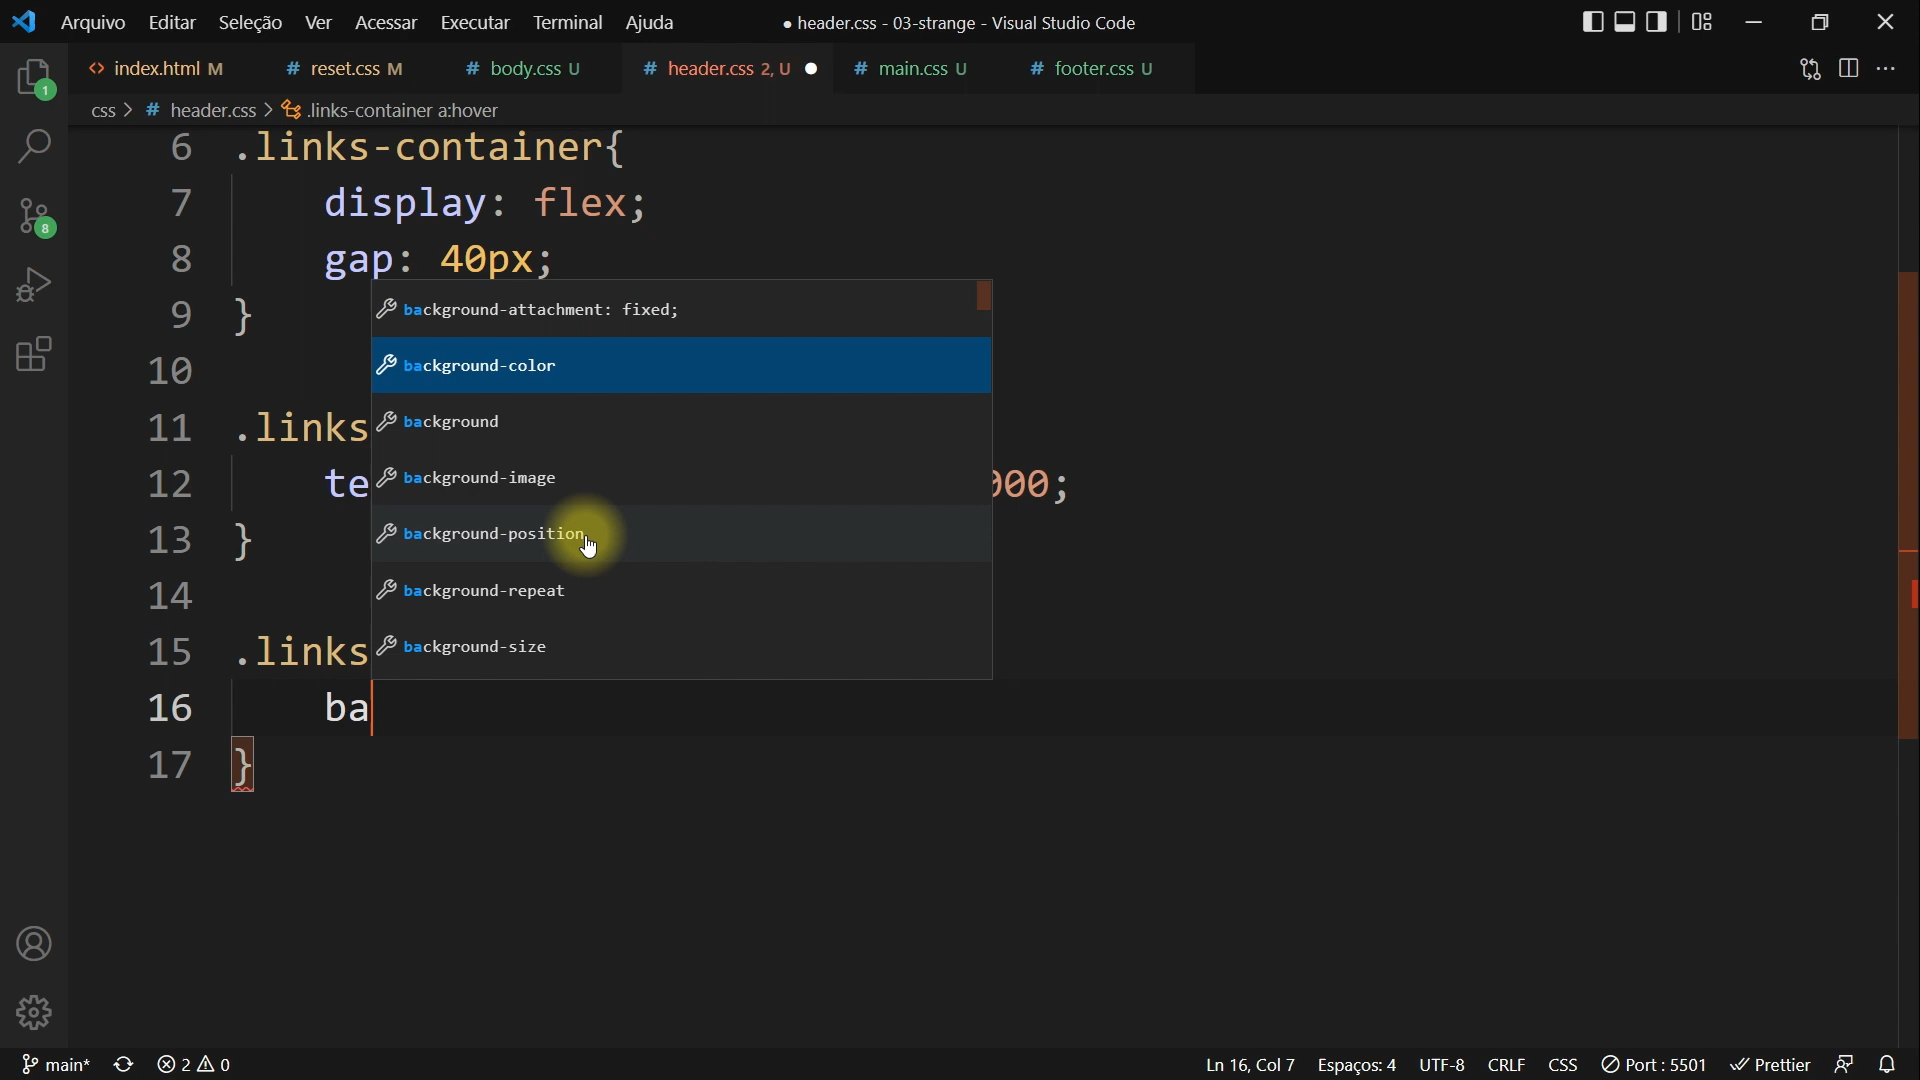 Arquivo Editar Seleção Ver Acessar Executar Terminal Ajuda
● header.css - 03-strange - Visual Studio Code
<> index.html M # reset.css M # body.css U # header.css 2, U ● # main.css U # footer.css U
css > # header.css > .links-container a:hover
6 .links-container{
7 display: flex;
8 gap: 40px;
background-attachment: fixed;
9 }
background-color
10
background
11 .links
background-image
12 te 000;
background-position
13 }
background-repeat
14
background-size
15 .links
16 ba
17 }
1
8
main* 2 0 Ln 16, Col 7 Espaços: 4 UTF-8 CRLF CSS Port : 5501 Prettier